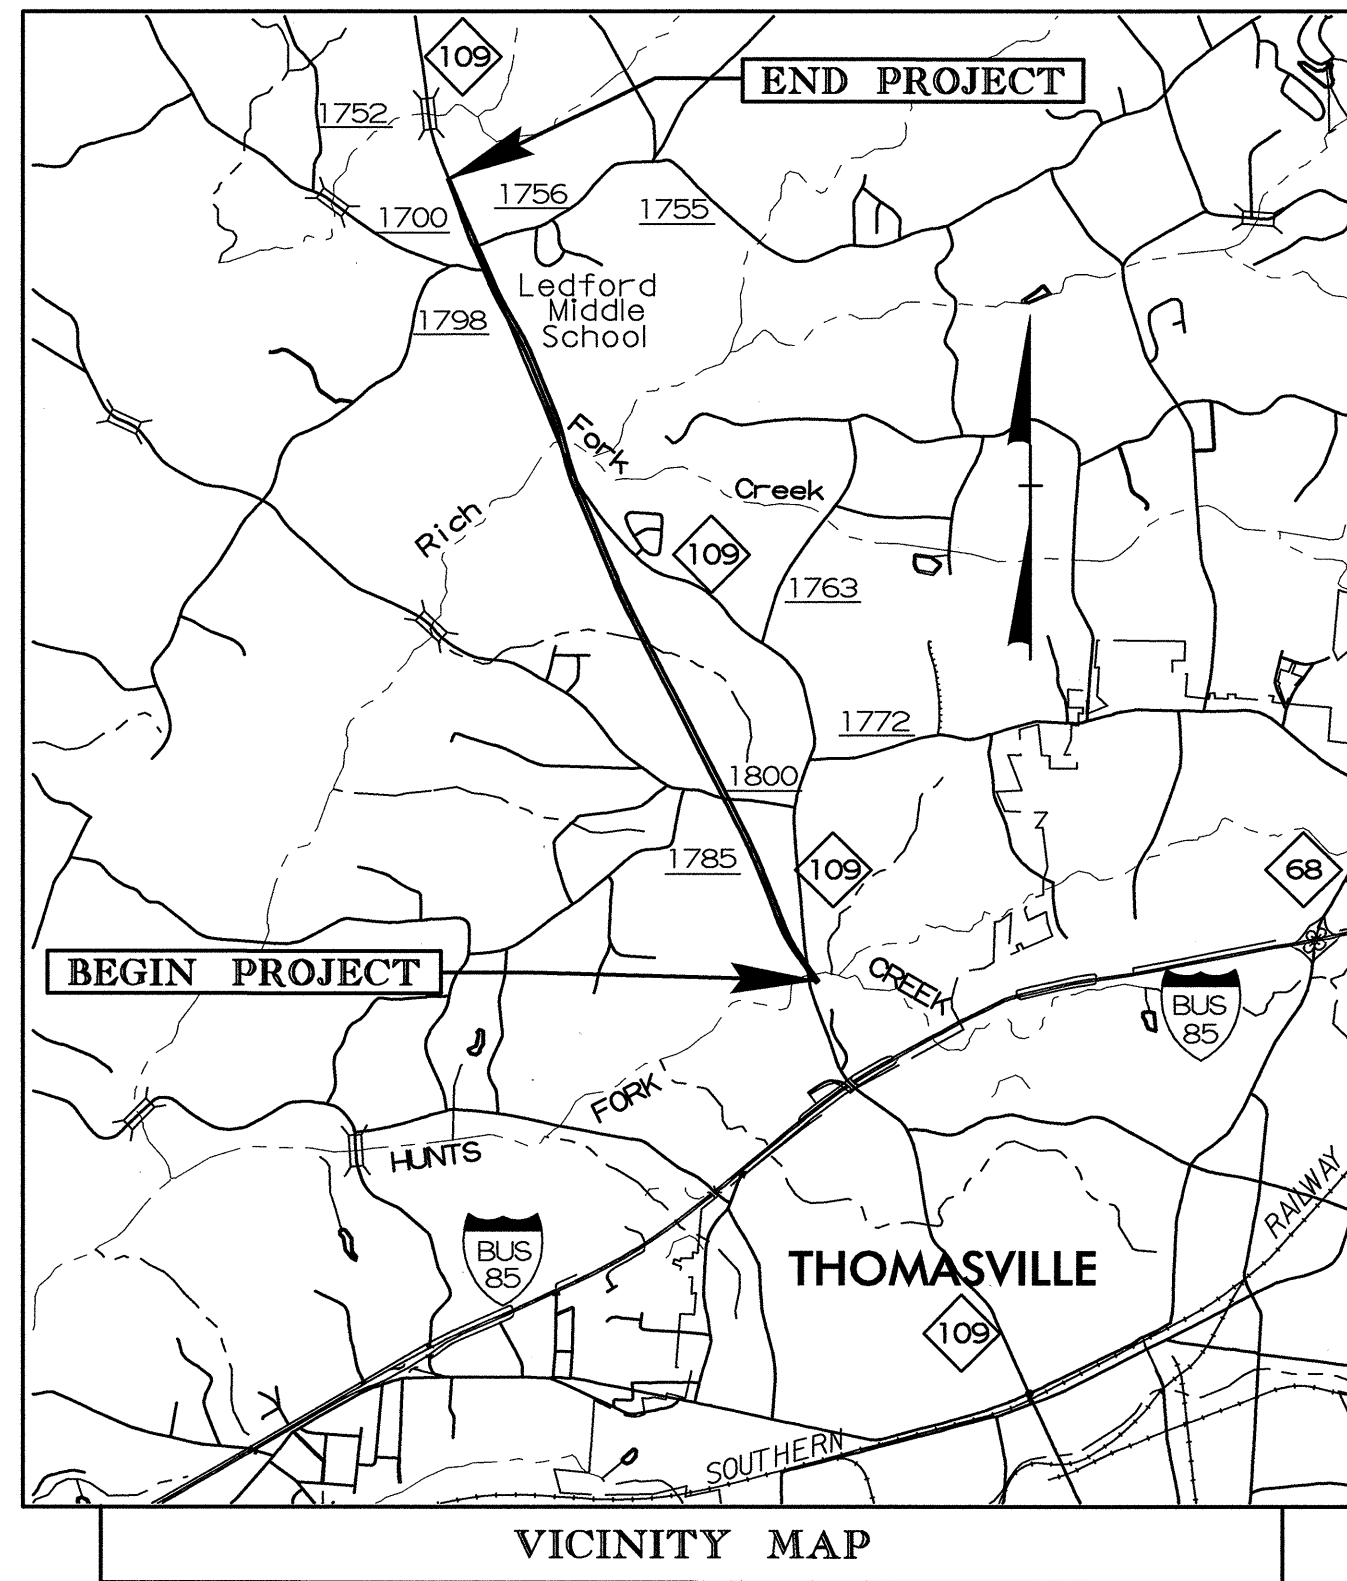 109
END PROJECT
1752
1756
1700
1755
Ledford
Middle
School
1798
Fork
Creek
Rich
109
1763
1772
1800
1785
109
68
BEGIN PROJECT
CREEK
BUS
85
FORK
HUNTS
RAILWAY
BUS
85
THOMASVILLE
109
SOUTHERN
VICINITY MAP